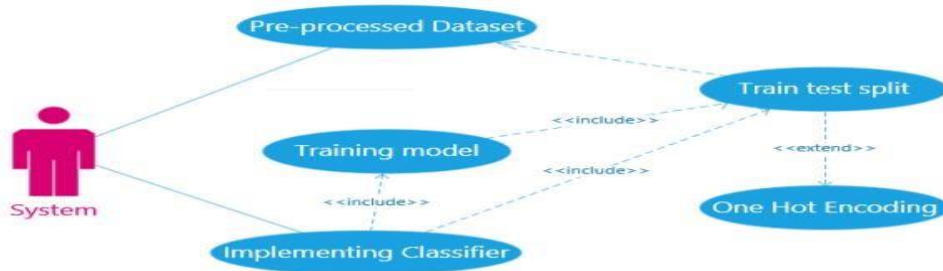 Pre-processed Dataset
Train test split
<<include>>
Training model
<<extend>>
<<include>>
<<include>>
System
One Hot Encoding
Implementing Classifier